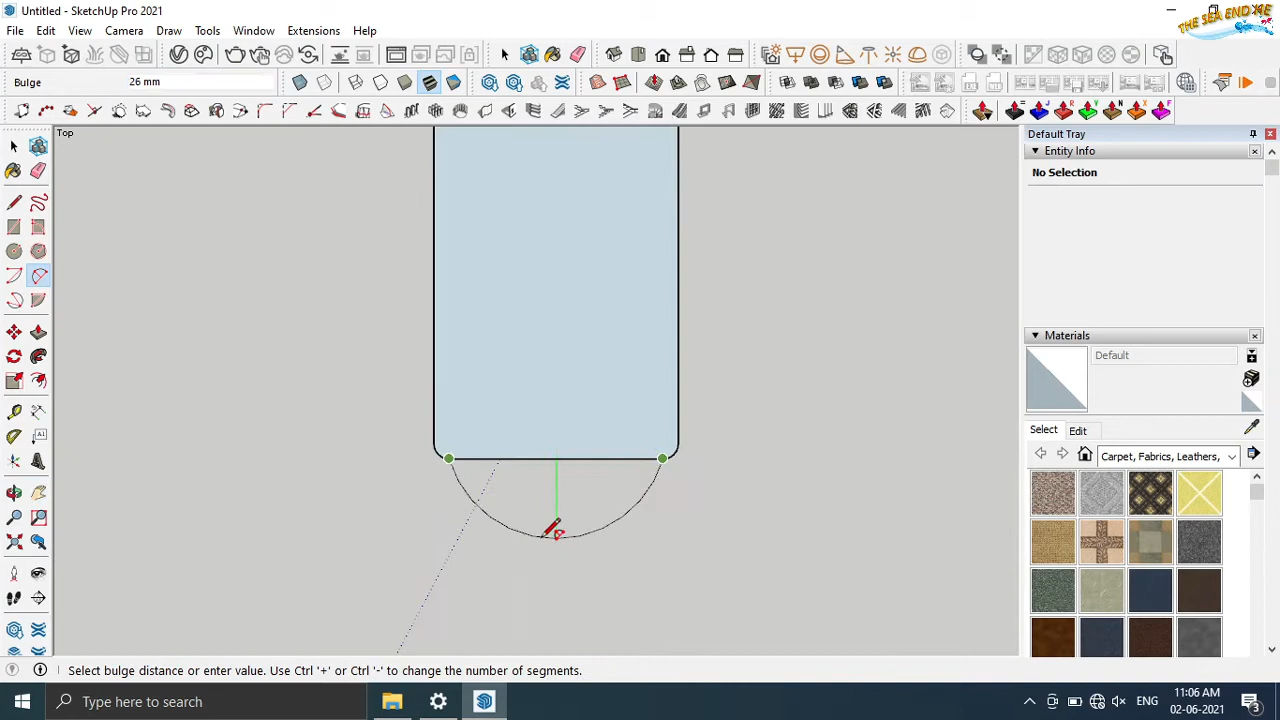 Untitled - SketchUp Pro 2021
THE SEA END ME
File Edit View Camera Draw Tools Window Extensions Help
Bulge 26 mm
Top
Default Tray
Entity Info
No Selection
Materials
Default
Select Edit
Carpet, Fabrics, Leathers,
Select bulge distance or enter value. Use Ctrl '+' or Ctrl '-' to change the number of segments.
Type here to search
ENG
11:06 AM
02-06-2021
3